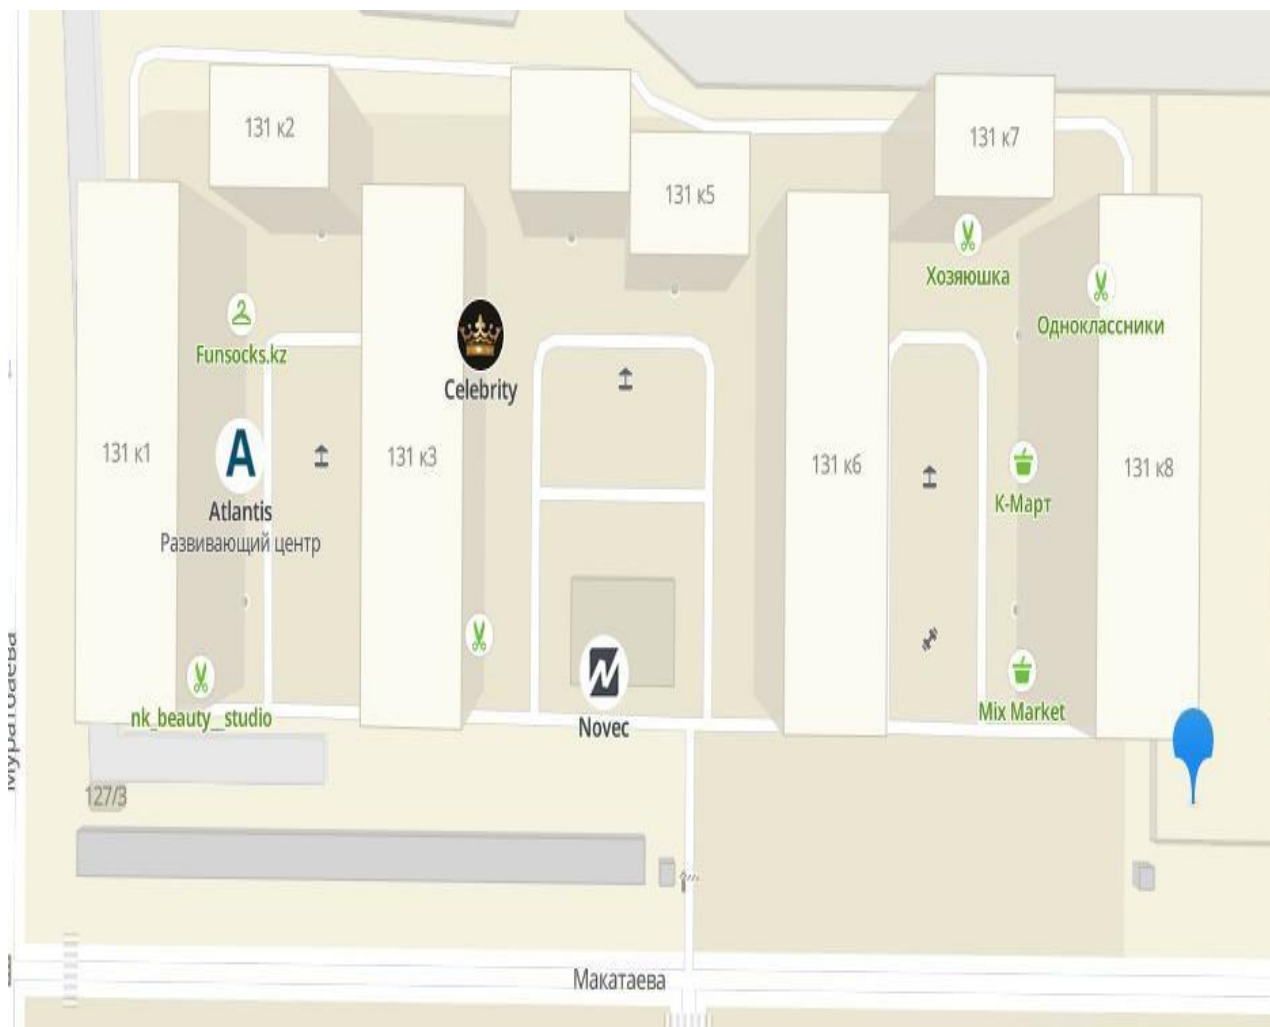 131 к2
131 к7
131 к5
Хозяюшка
Одноклассники
Funsocks.kz
Celebrity
131 к1
A
131 к3
131 к6
131 к8
К-Март
Atlantis
Развивающий центр
nk_beauty_studio
Mix Market
N
Novec
Муратбаева
127/3
Макатаева